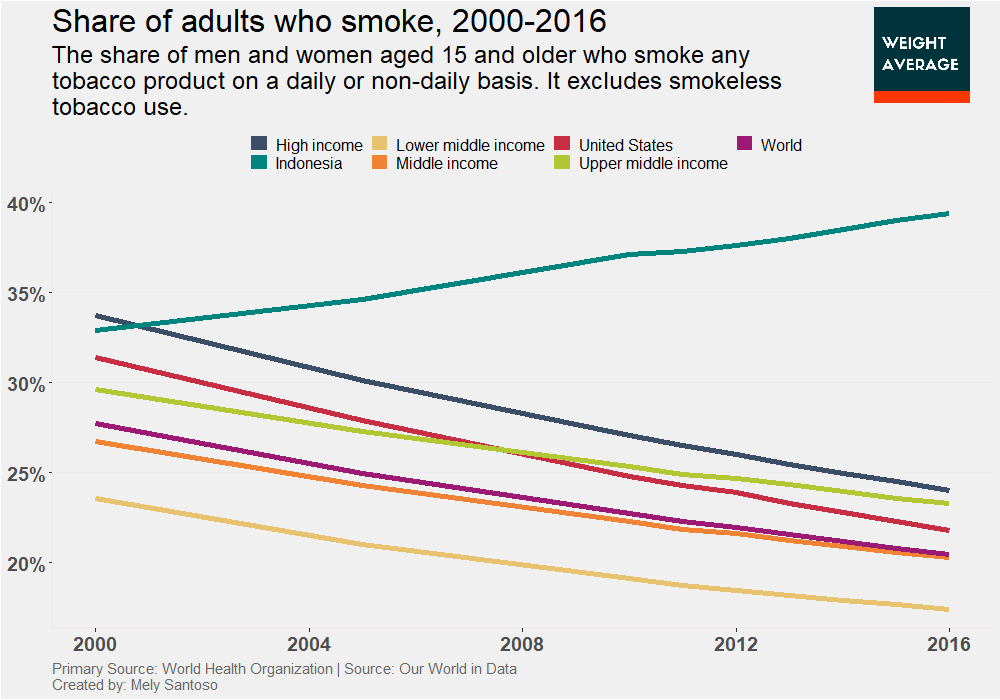 Share of adults who smoke, 2000-2016
The share of men and women aged 15 and older who smoke any
tobacco product on a daily or non-daily basis. It excludes smokeless
tobacco use.
WEIGHT
AVERAGE
High income Lower middle income United States World
Indonesia Middle income Upper middle income
40%
35%
30%
25%
20%
2000 2004 2008 2012 2016
Primary Source: World Health Organization | Source: Our World in Data
Created by: Mely Santoso